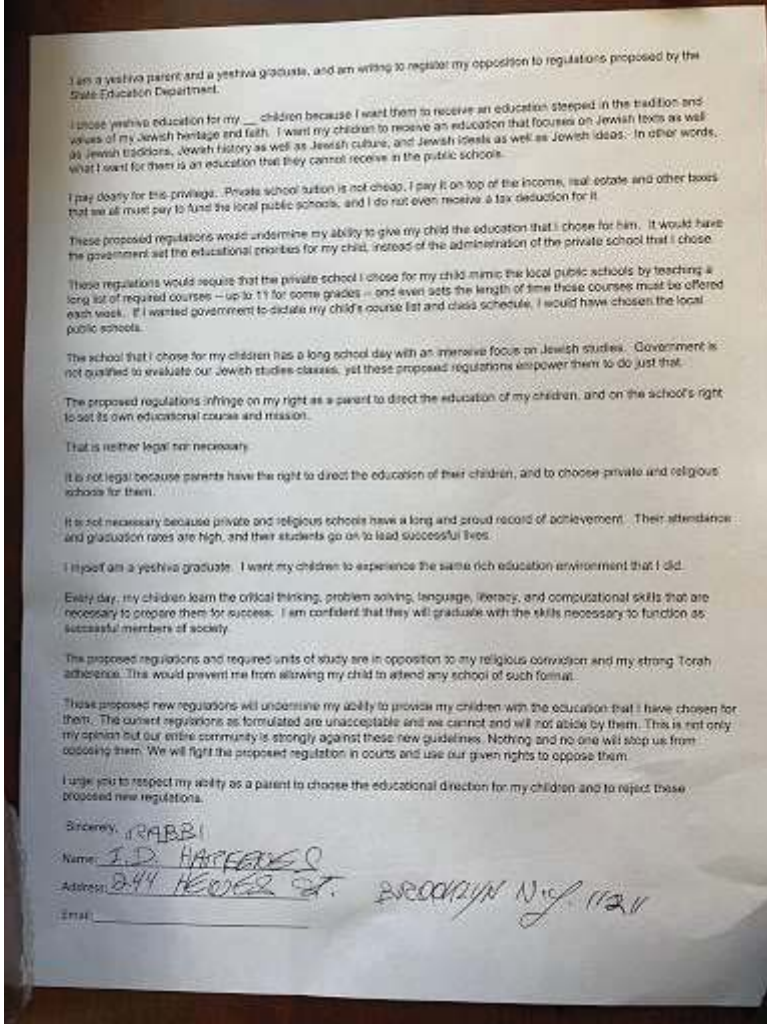 I am a yeshiva parent and a yeshiva graduate, and am writing to register my opposition to regulations proposed by the
State Education Department.
I chose yeshiva education for my __ children because I want them to receive an education steeped in the tradition and
values of my Jewish heritage and faith. I want my children to receive an education that focuses on Jewish texts as well
as Jewish traditions, Jewish history as well as Jewish culture, and Jewish ideals as well as Jewish ideas. In other words,
what I want for them is an education that they cannot receive in the public schools.
I pay dearly for this privilege. Private school tuition is not cheap, I pay it on top of the income, real estate and other taxes
that we all must pay to fund the local public schools, and I do not even receive a tax deduction for it.
These proposed regulations would undermine my ability to give my child the education that I chose for him. It would have
the government set the educational priorities for my child, instead of the administration of the private school that I chose.
These regulations would require that the private school I chose for my child mimic the local public schools by teaching a
long list of required courses – up to 11 for some grades – and even sets the length of time those courses must be offered
each week. If I wanted government to dictate my child's course list and class schedule, I would have chosen the local
public schools.
The school that I chose for my children has a long school day with an intensive focus on Jewish studies. Government is
not qualified to evaluate our Jewish studies classes, yet these proposed regulations empower them to do just that.
The proposed regulations infringe on my right as a parent to direct the education of my children, and on the school's right
to set its own educational course and mission.
That is neither legal nor necessary.
It is not legal because parents have the right to direct the education of their children, and to choose private and religious
schools for them.
It is not necessary because private and religious schools have a long and proud record of achievement. Their attendance
and graduation rates are high, and their students go on to lead successful lives.
I myself am a yeshiva graduate. I want my children to experience the same rich education environment that I did.
Every day, my children learn the critical thinking, problem solving, language, literacy, and computational skills that are
necessary to prepare them for success. I am confident that they will graduate with the skills necessary to function as
successful members of society.
The proposed regulations and required units of study are in opposition to my religious conviction and my strong Torah
adherence. This would prevent me from allowing my child to attend any school of such format.
These proposed new regulations will undermine my ability to provide my children with the education that I have chosen for
them. The current regulations as formulated are unacceptable and we cannot and will not abide by them. This is not only
my opinion but our entire community is strongly against these new guidelines. Nothing and no one will stop us from
opposing them. We will fight the proposed regulation in courts and use our given rights to oppose them.
I urge you to respect my ability as a parent to choose the educational direction for my children and to reject these
proposed new regulations.
Sincerely, RABBI
Name: I.D. HARFENES
Address: 244 HEWES ST. BROOKLYN N.Y. 11211
Email: